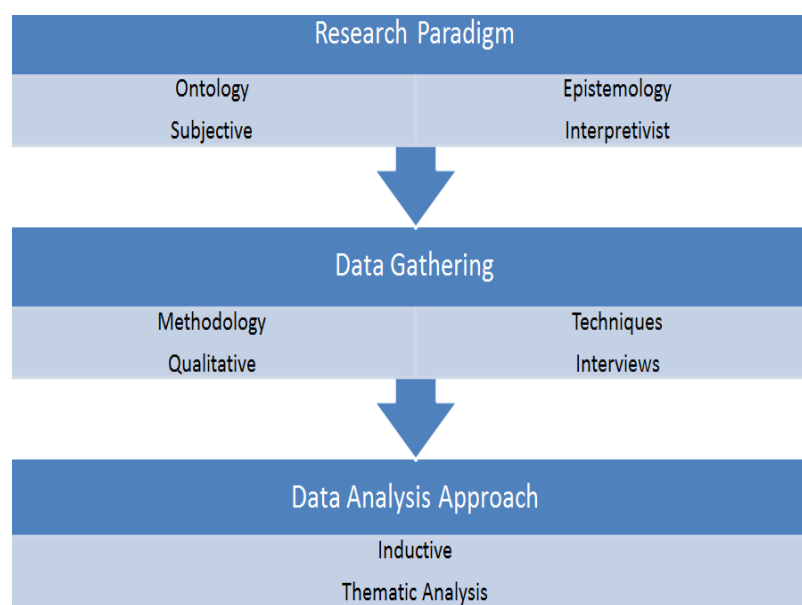 Research Paradigm
Ontology
Subjective
Epistemology
Interpretivist
Data Gathering
Methodology
Qualitative
Techniques
Interviews
Data Analysis Approach
Inductive
Thematic Analysis